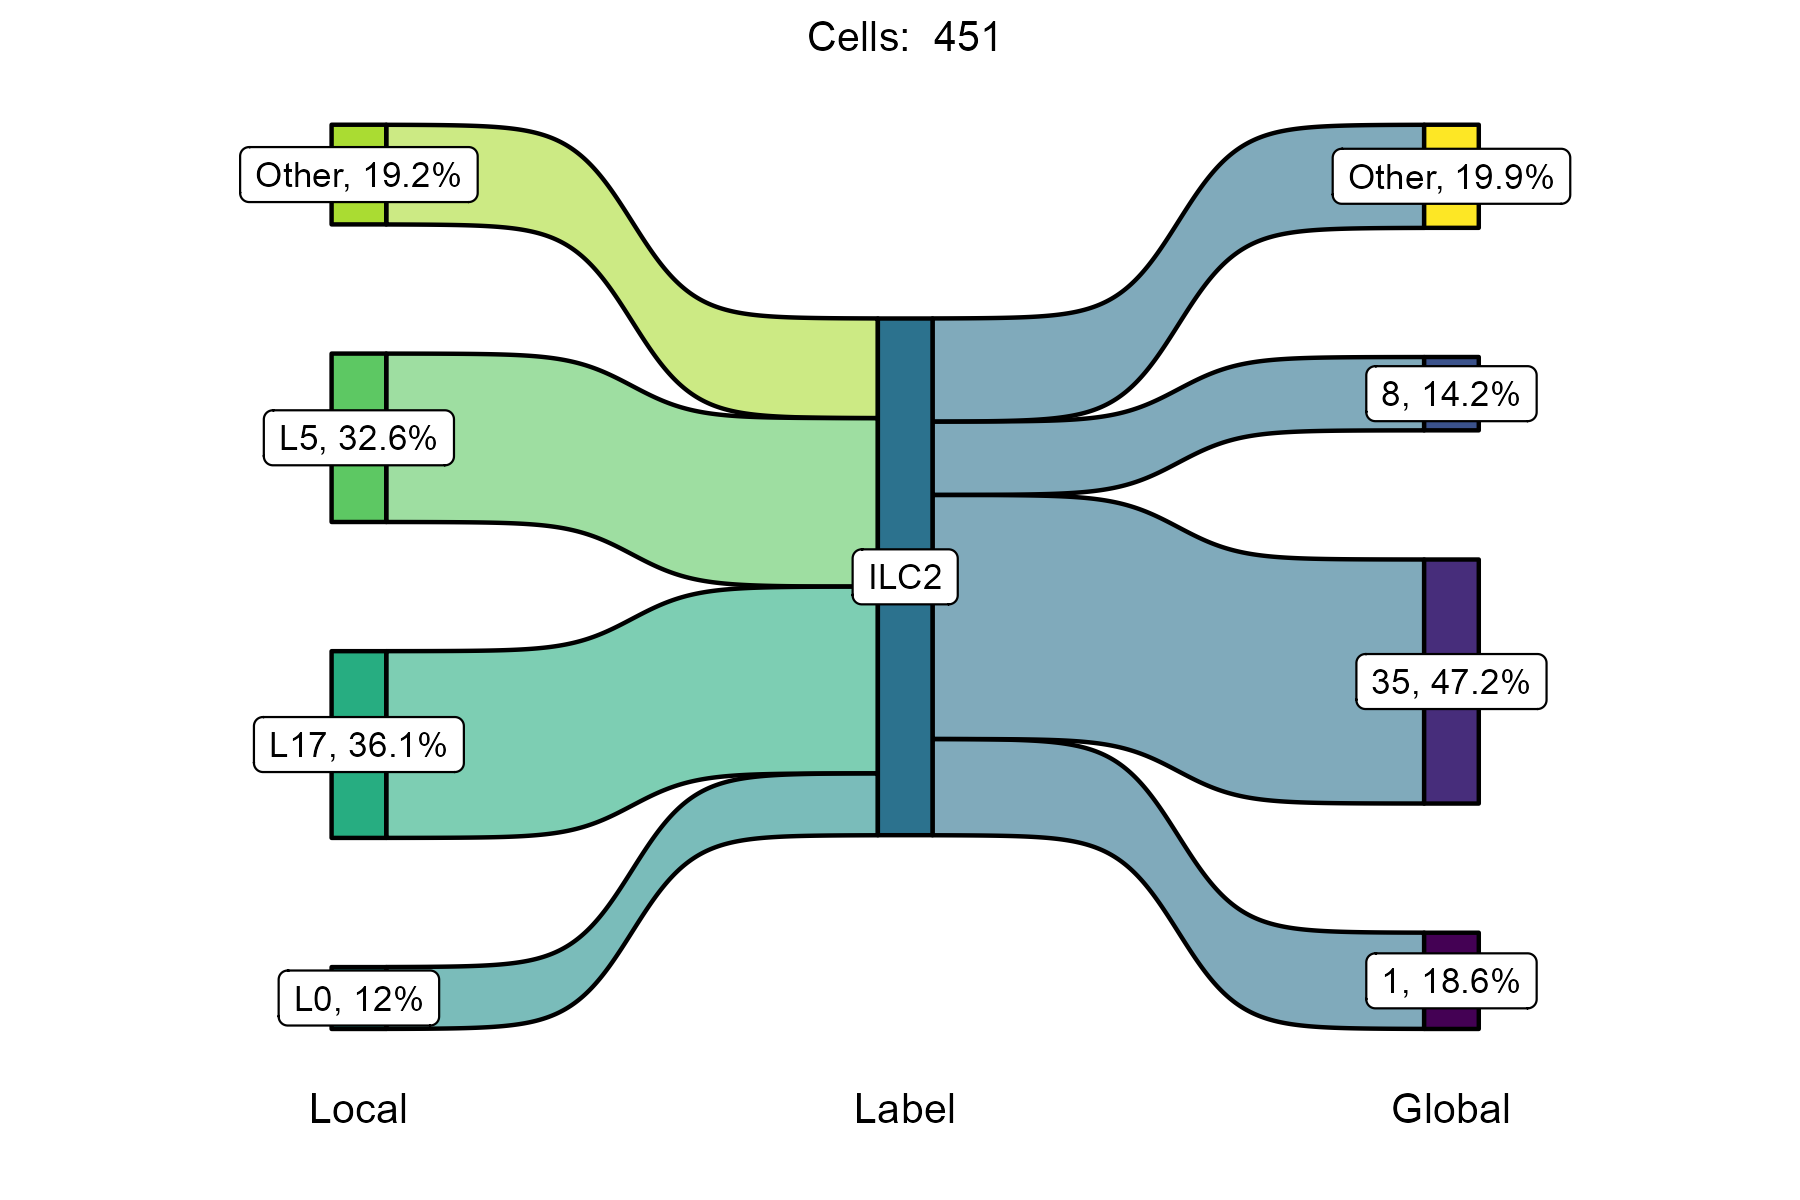 Cells:  451
Other, 19.2%
L5, 32.6%
L17, 36.1%
L0, 12%
ILC2
Other, 19.9%
8, 14.2%
35, 47.2%
1, 18.6%
Local
Label
Global